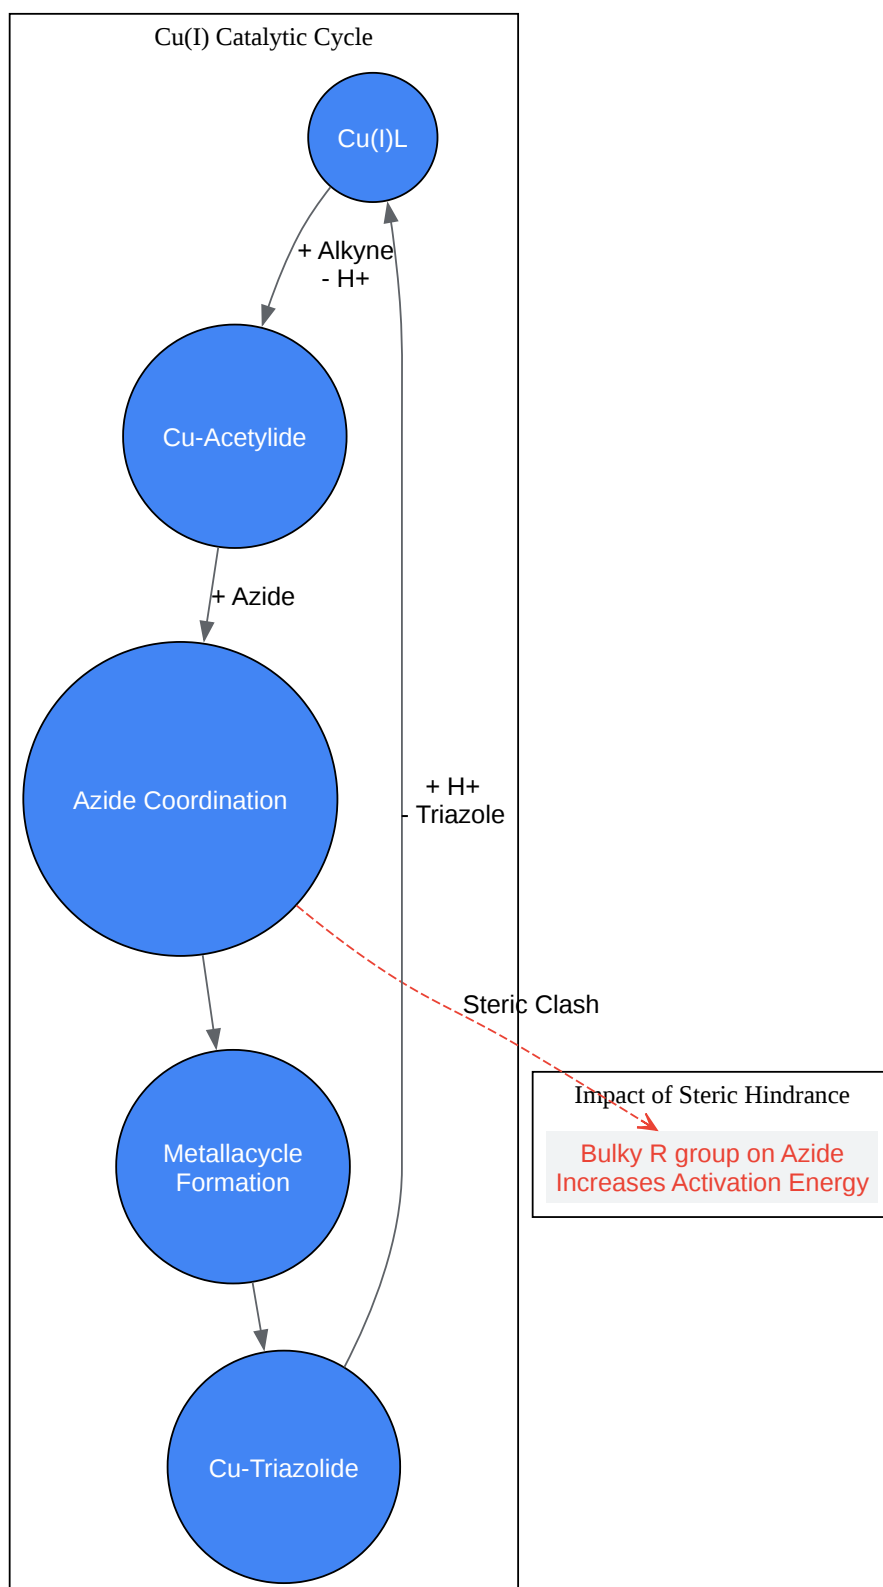 Cu(I) Catalytic Cycle
Cu(I)L
+ Alkyne
- H+
Cu-Acetylide
+ Azide
Azide Coordination
+ H+
- Triazole
Steric Clash
Impact of Steric Hindrance
Bulky R group on Azide
Increases Activation Energy
Metallacycle
Formation
Cu-Triazolide